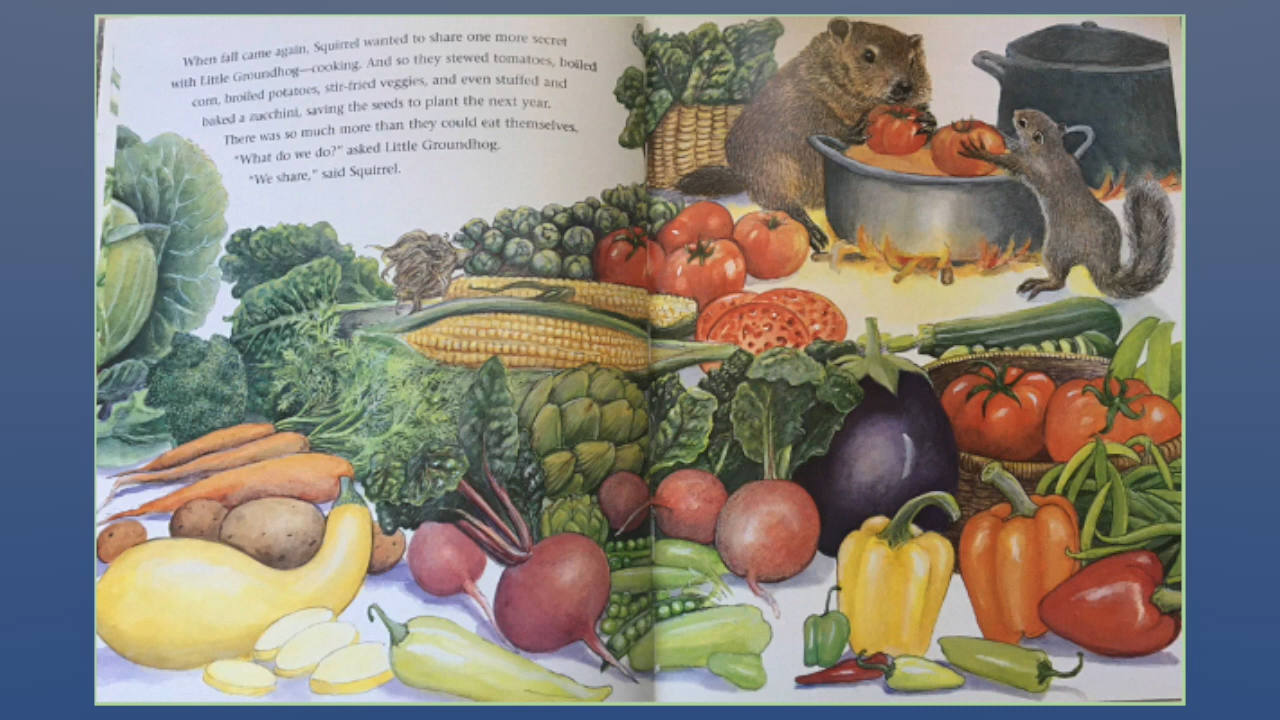 When fall came again, Squirrel wanted to share one more secret
with Little Groundhog—cooking. And so they stewed tomatoes, boiled
corn, broiled potatoes, stir-fried veggies, and even stuffed and
baked a zucchini, saving the seeds to plant the next year.
There was so much more than they could eat themselves,
"What do we do?" asked Little Groundhog.
"We share," said Squirrel.